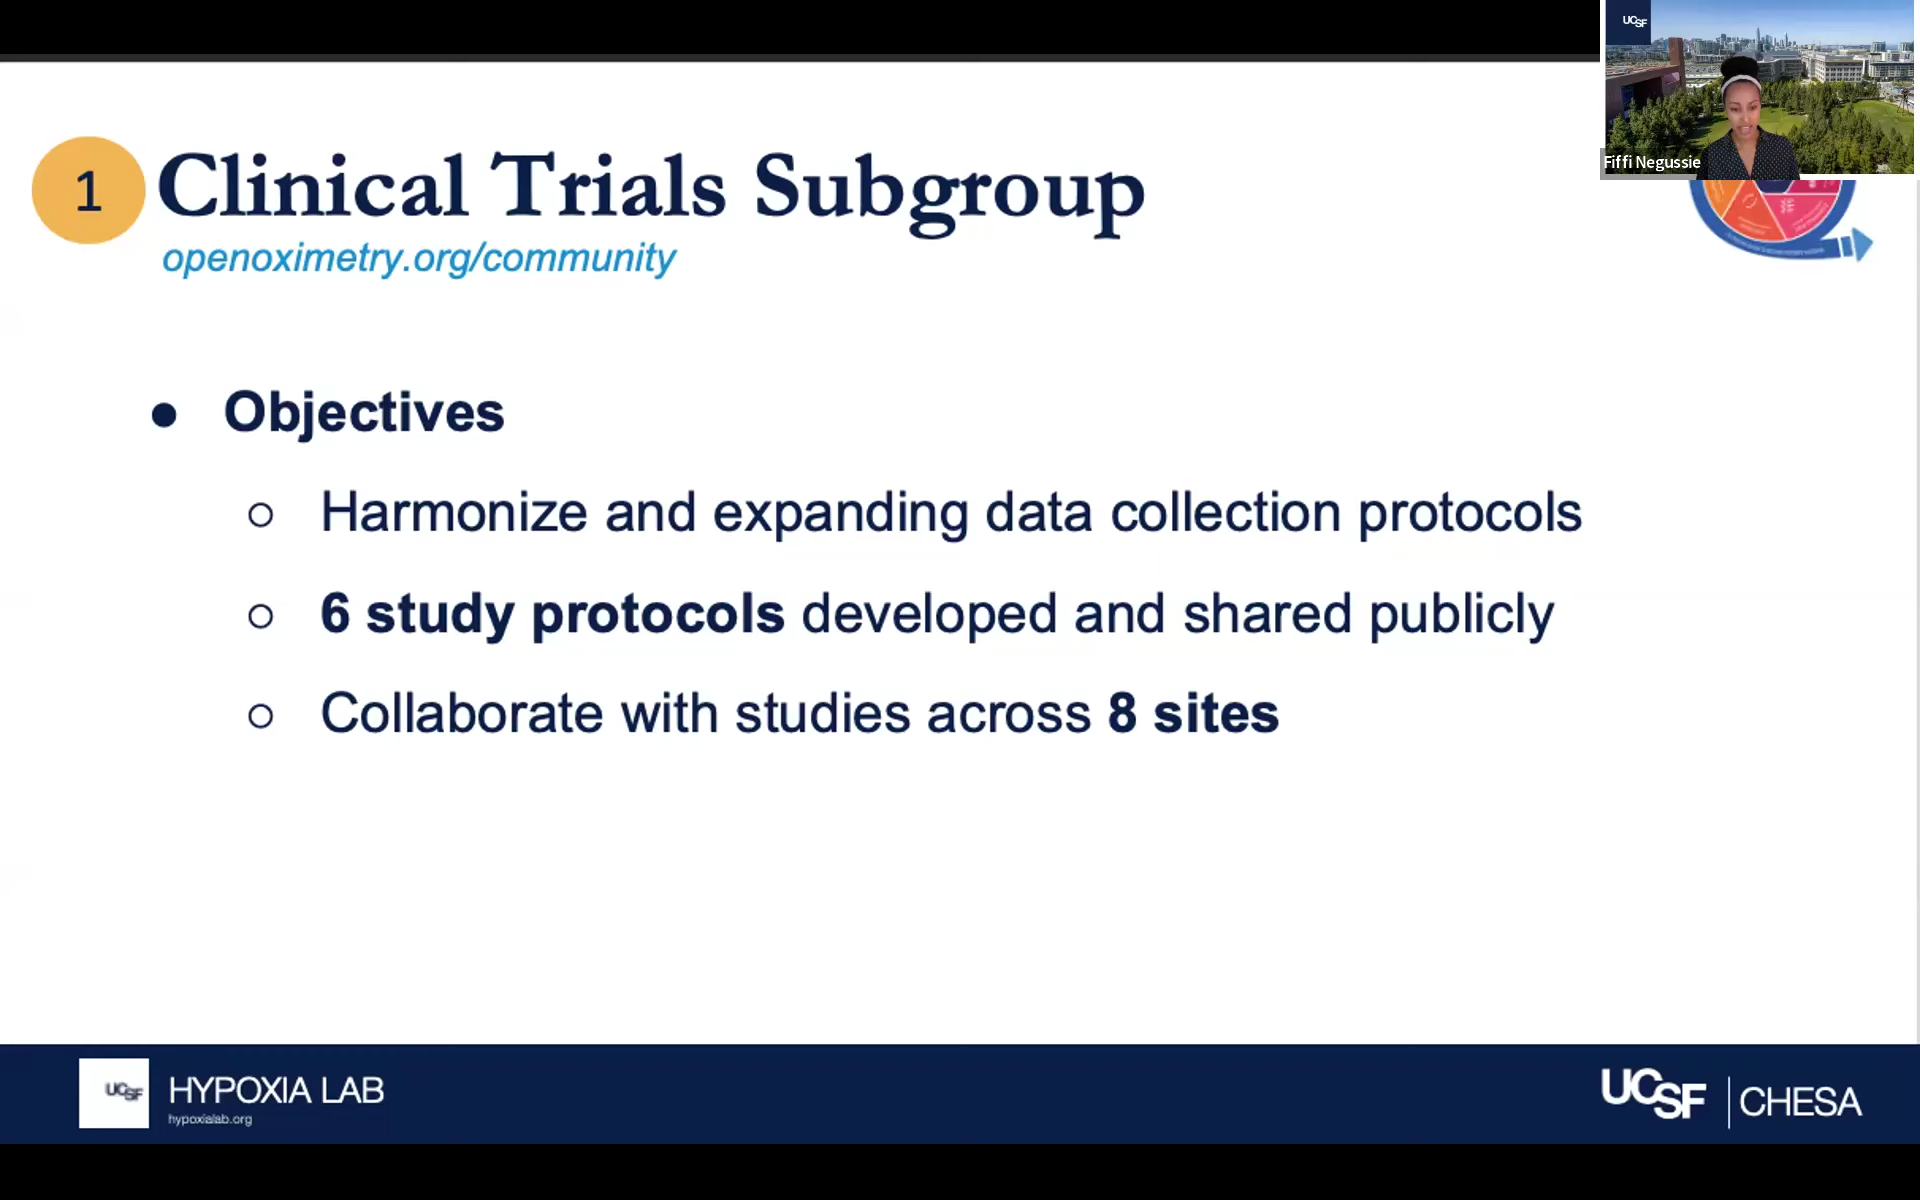 UCSF
Fiffi Negussie
1 Clinical Trials Subgroup
openoximetry.org/community
● Objectives
○ Harmonize and expanding data collection protocols
○ 6 study protocols developed and shared publicly
○ Collaborate with studies across 8 sites
UCSF HYPOXIA LAB
hypoxialab.org
UCSF | CHESA